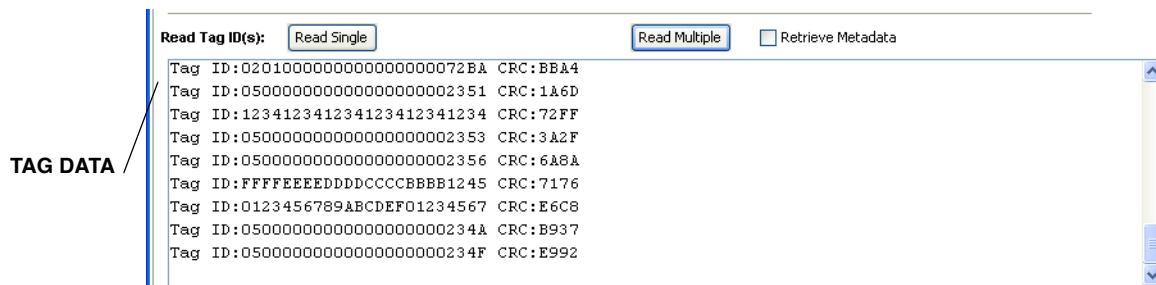 Read Tag ID(s): Read Single Read Multiple Retrieve Metadata
Tag ID:0201000000000000000072BA CRC:BBA4
Tag ID:050000000000000000002351 CRC:1A6D
Tag ID:123412341234123412341234 CRC:72FF
Tag ID:050000000000000000002353 CRC:3A2F
TAG DATA
Tag ID:050000000000000000002356 CRC:6A8A
Tag ID:FFFFEEEEDDDDCCCCBBBB1245 CRC:7176
Tag ID:0123456789ABCDEF01234567 CRC:E6C8
Tag ID:05000000000000000000234A CRC:B937
Tag ID:05000000000000000000234F CRC:E992